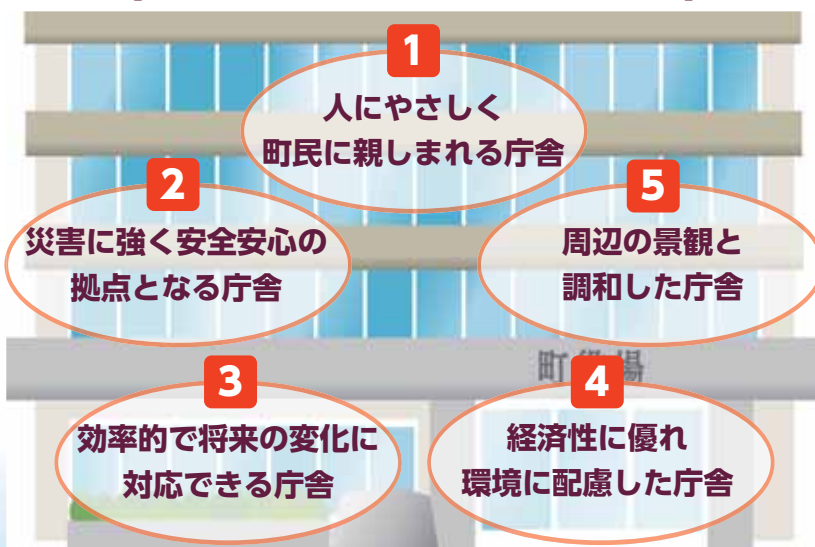 1
人にやさしく
町民に親しまれる庁舎
2
災害に強く安全安心の
拠点となる庁舎
3
効率的で将来の変化に
対応できる庁舎
4
経済性に優れ
環境に配慮した庁舎
5
周辺の景観と
調和した庁舎
町役場